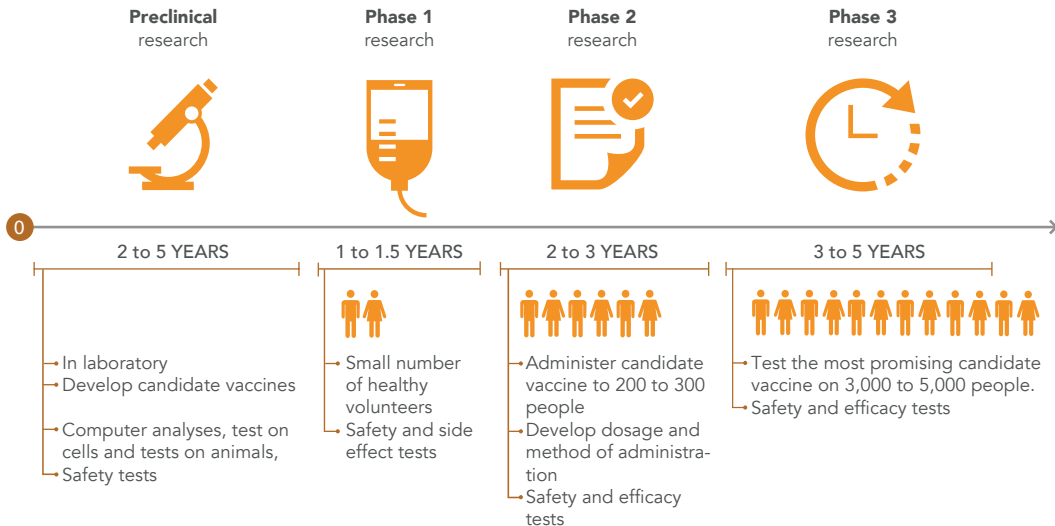 Preclinical
research
Phase 1
research
Phase 2
research
Phase 3
research
0
2 to 5 YEARS
1 to 1.5 YEARS
2 to 3 YEARS
3 to 5 YEARS
In laboratory
Develop candidate vaccines
Computer analyses, test on
cells and tests on animals,
Safety tests
Small number
of healthy
volunteers
Safety and side
effect tests
Administer candidate
vaccine to 200 to 300
people
Develop dosage and
method of administra-
tion
Safety and efficacy
tests
Test the most promising candidate
vaccine on 3,000 to 5,000 people.
Safety and efficacy tests